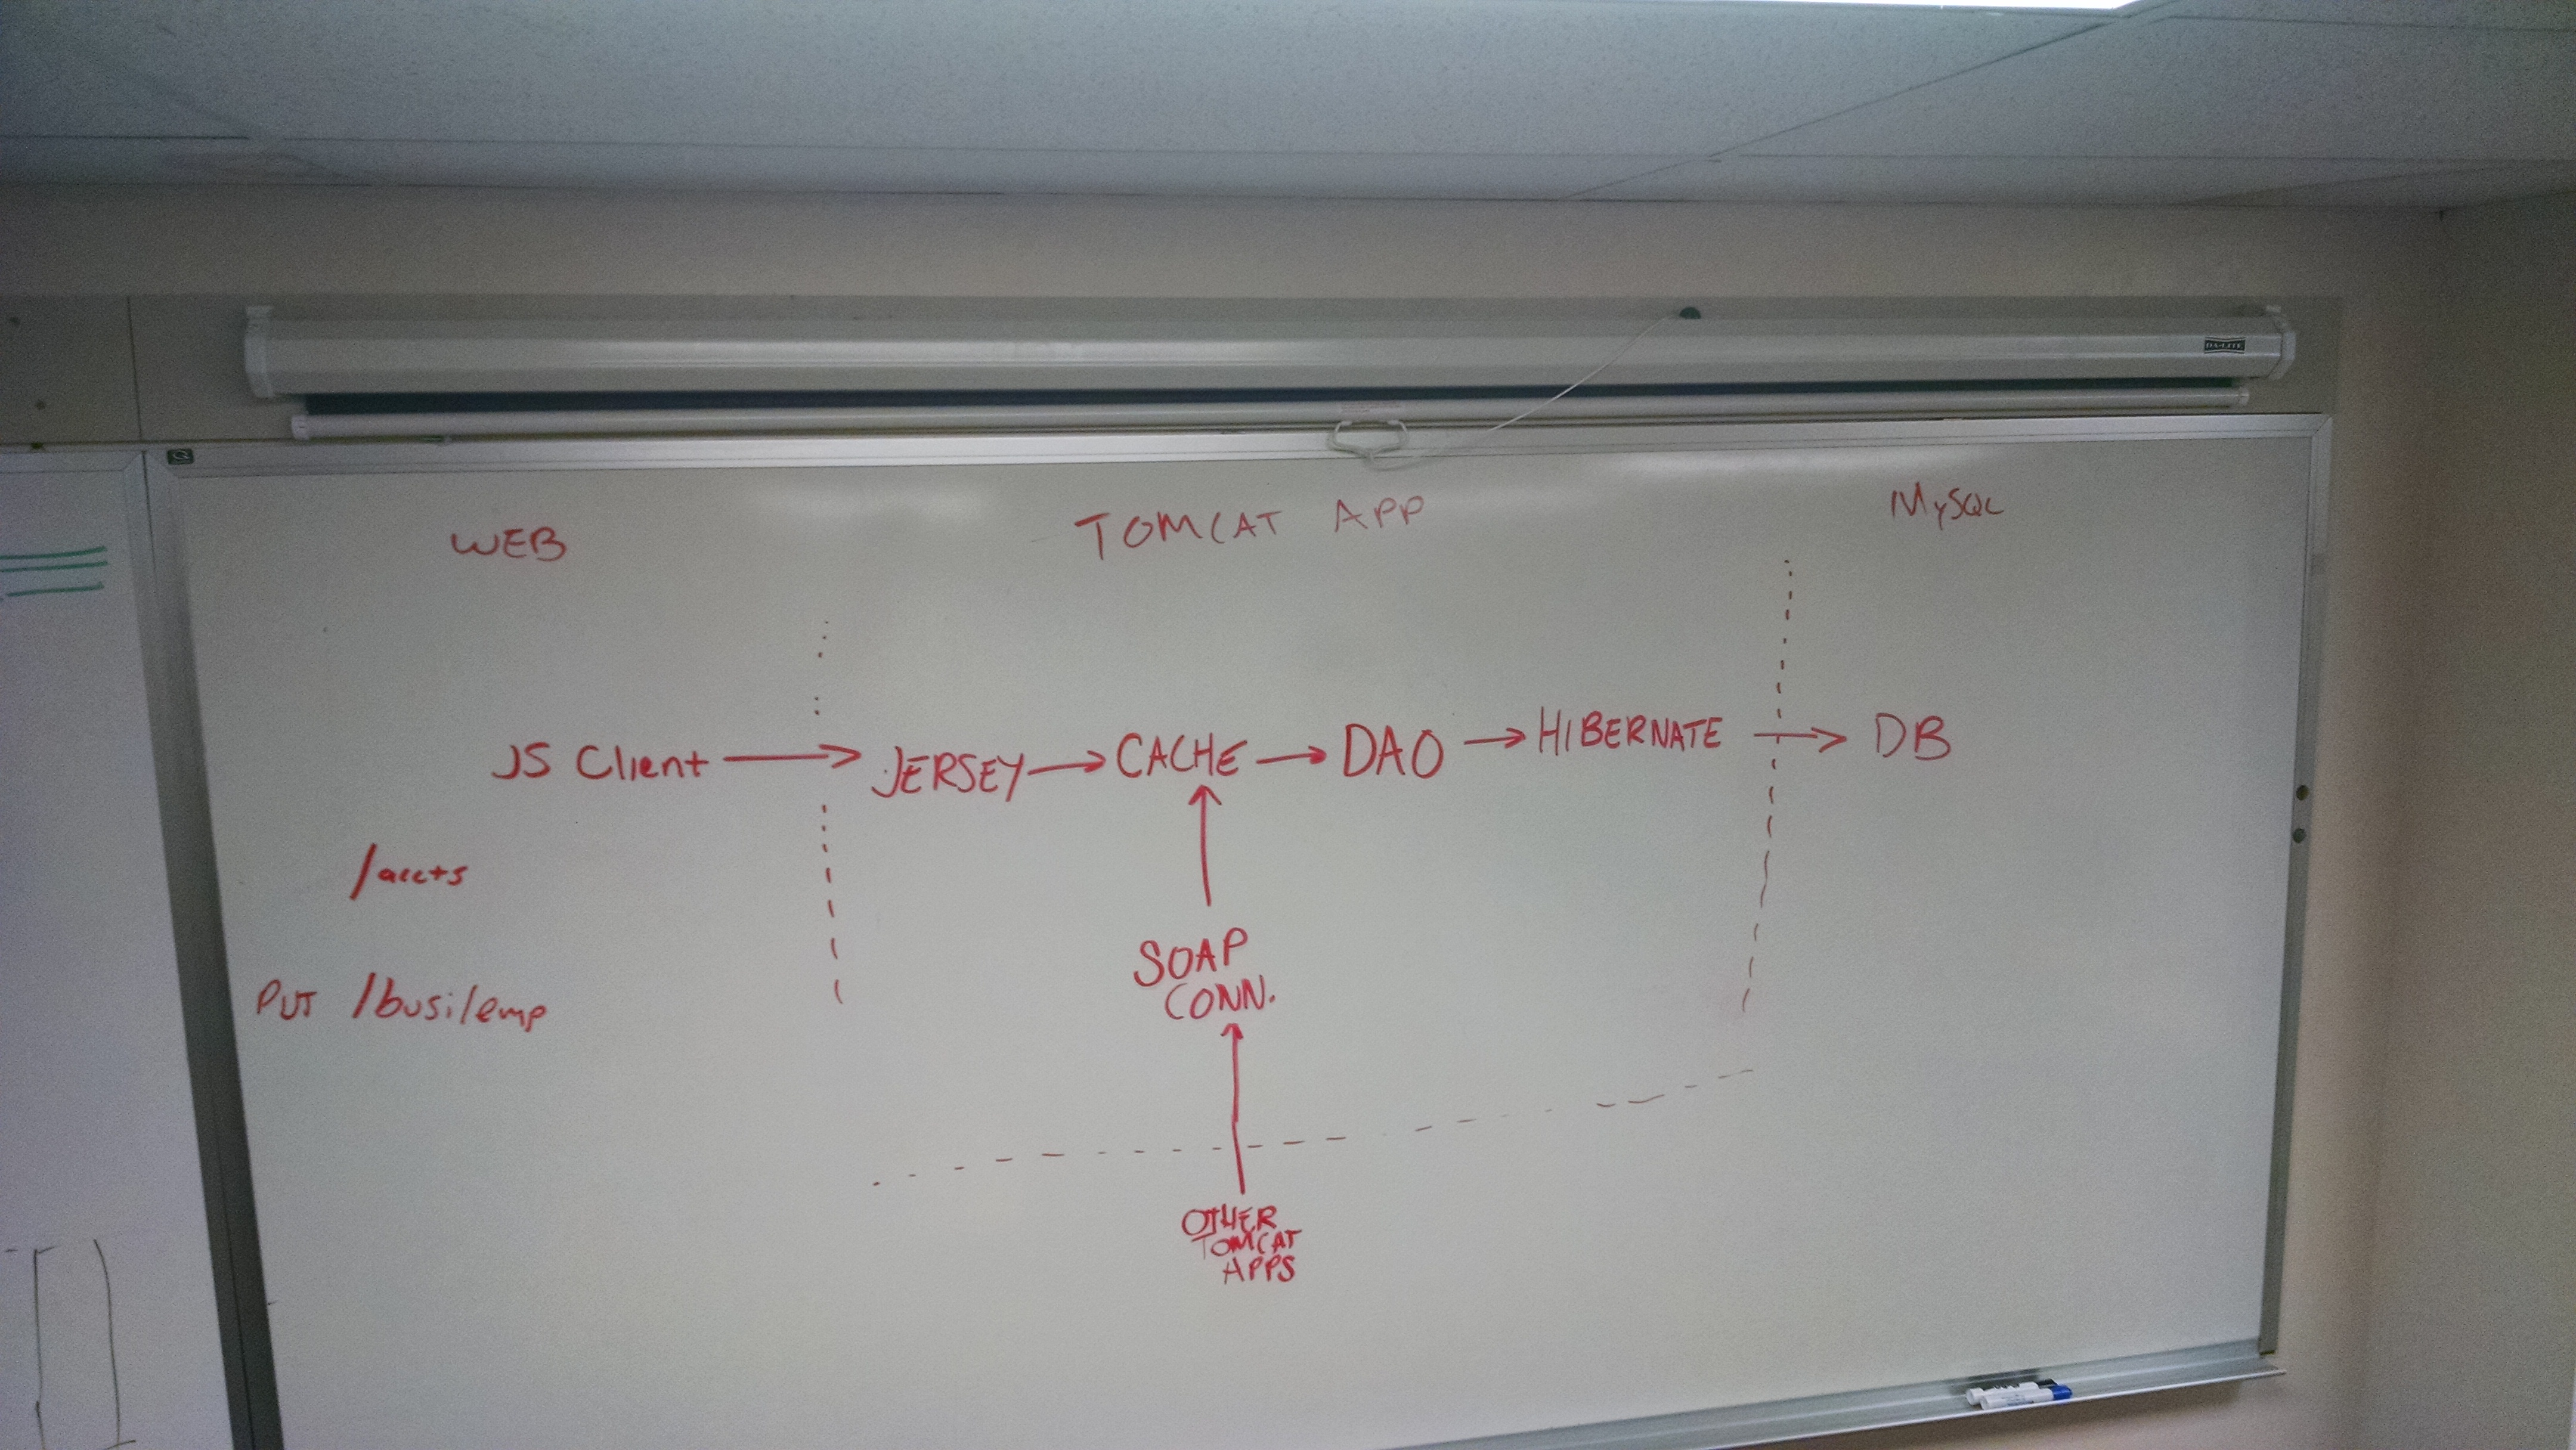 DA-LITE
WEB TOMCAT APP MySQL
JS Client JERSEY CACHE DAO HIBERNATE DB
/accts
SOAP
CONN.
PUT /busi/emp
OTHER
TOMCAT
APPS